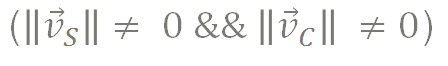 (‖v⃗_S‖ ≠ 0 && ‖v⃗_C‖ ≠ 0)